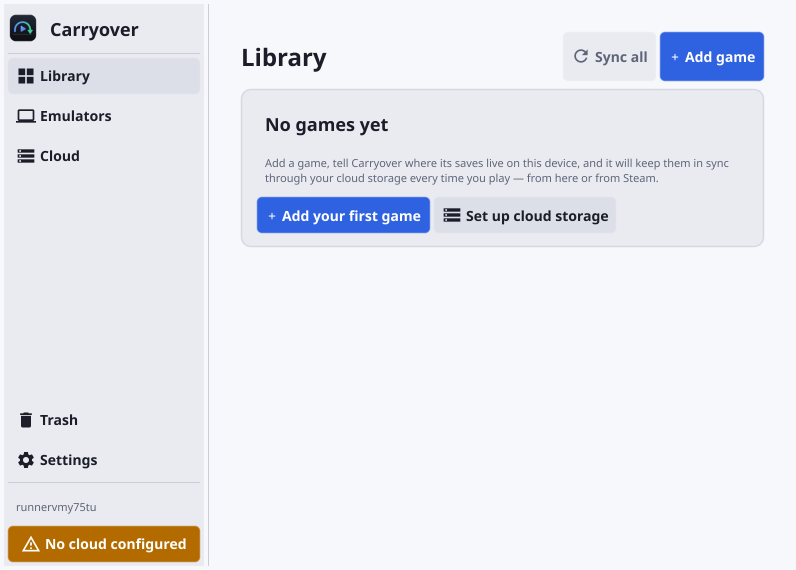 Carryover
Library
Emulators
Cloud
Trash
Settings
runnervmy75tu
No cloud configured
Library
Sync all
+ Add game
No games yet
Add a game, tell Carryover where its saves live on this device, and it will keep them in sync
through your cloud storage every time you play — from here or from Steam.
+ Add your first game
Set up cloud storage